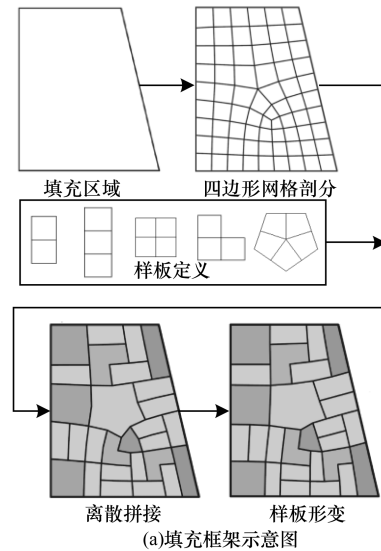 填充区域
四边形网格剖分
样板定义
离散拼接
样板形变
(a)填充框架示意图